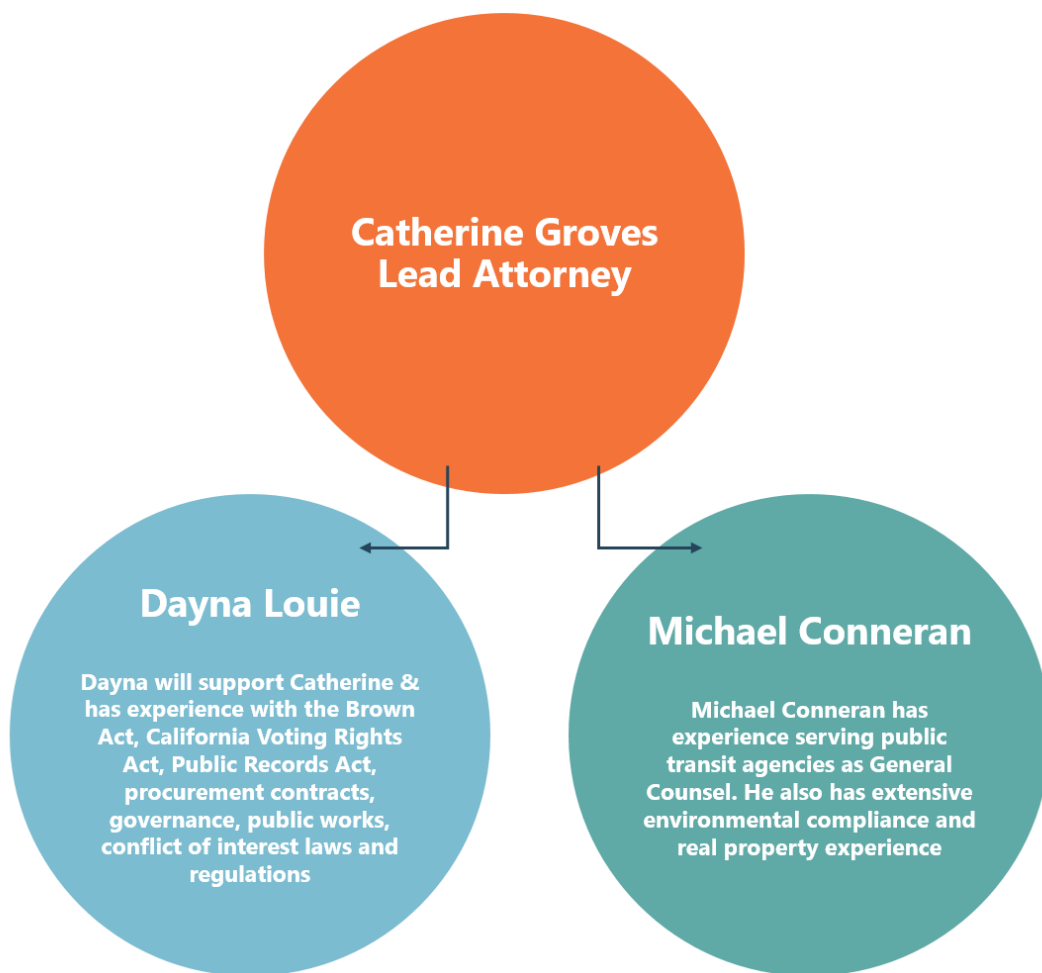 Catherine Groves
Lead Attorney
Dayna Louie
Dayna will support Catherine &
has experience with the Brown
Act, California Voting Rights
Act, Public Records Act,
procurement contracts,
governance, public works,
conflict of interest laws and
regulations
Michael Conneran
Michael Conneran has
experience serving public
transit agencies as General
Counsel. He also has extensive
environmental compliance and
real property experience